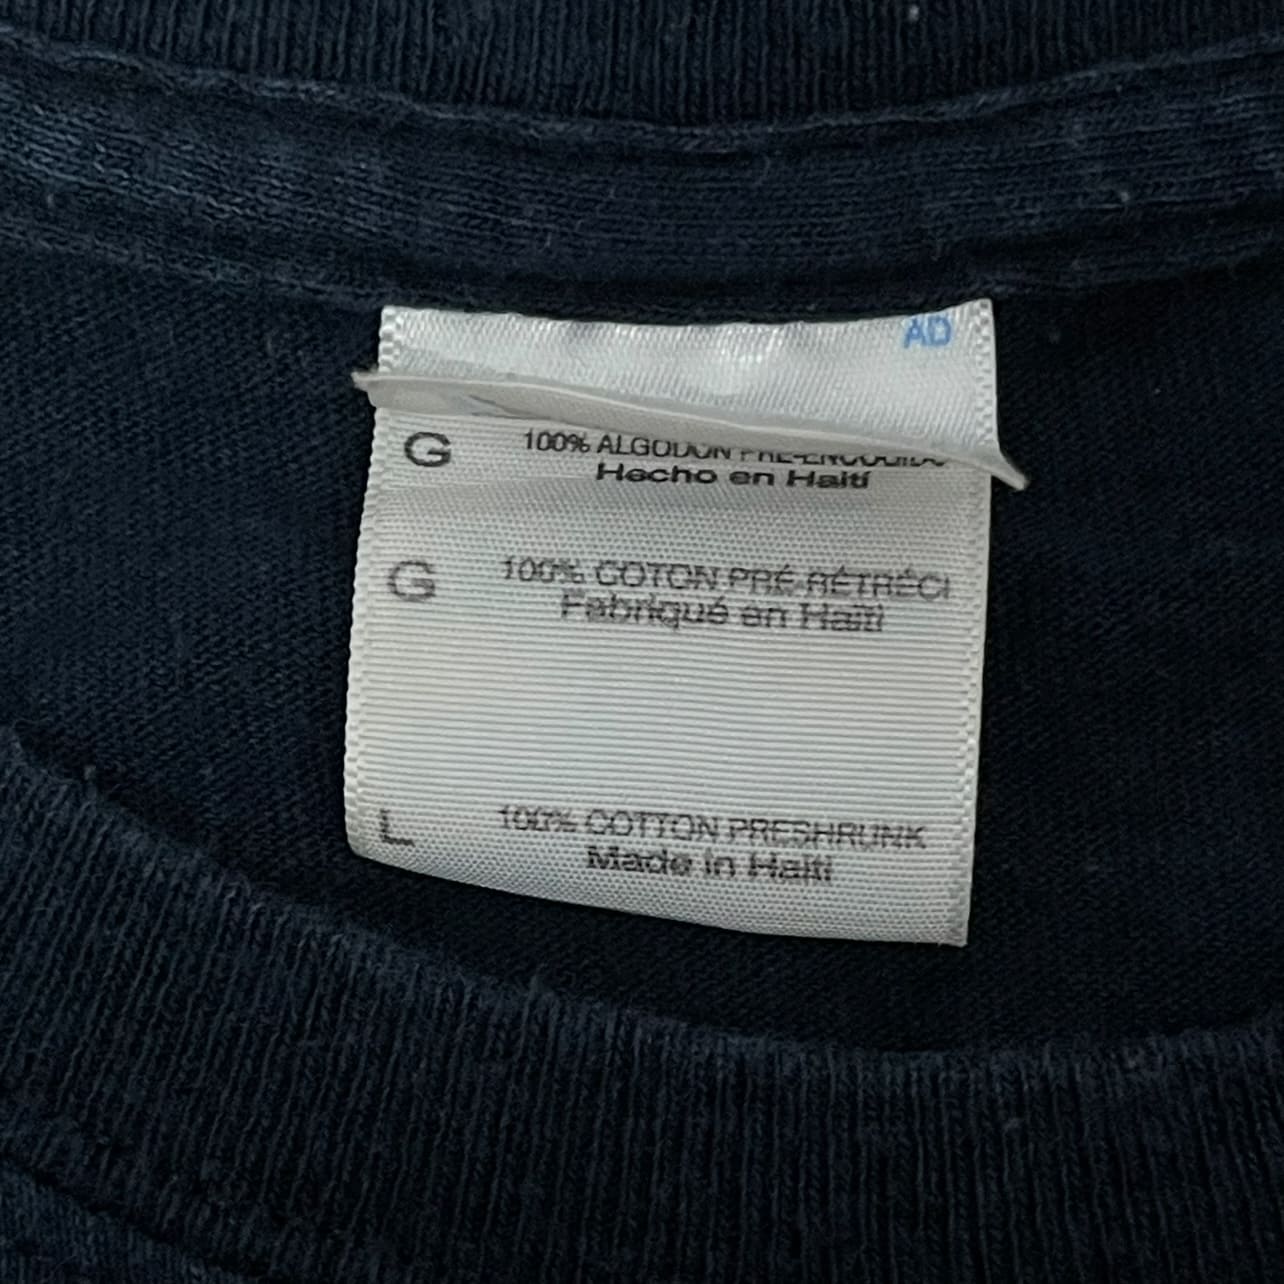 AD
G 100% ALGODON PRE-ENCOGIDO
Hecho en Haití
G 100% COTON PRÉ-RÉTRÉCI
Fabriqué en Haïti
L 100% COTTON PRESHRUNK
Made in Haiti